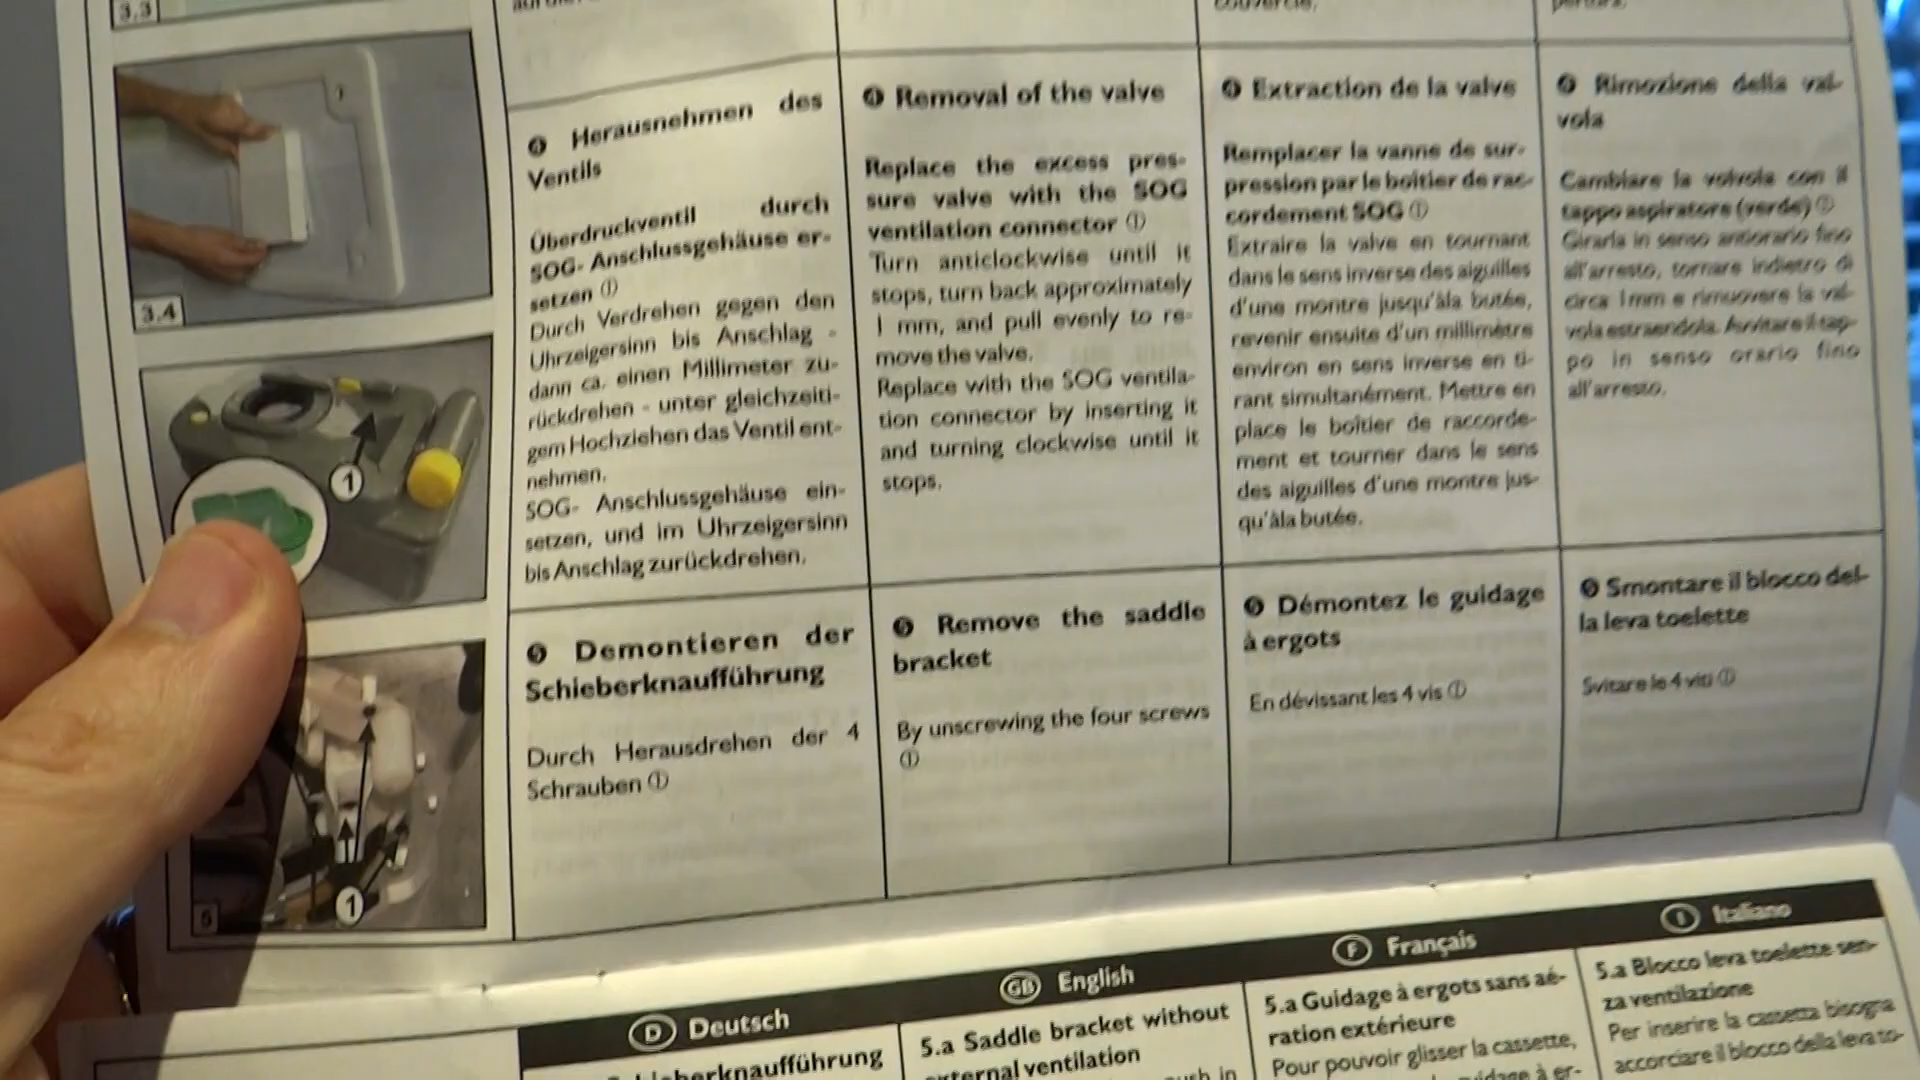 3.3
3.4
1
1
5
❹ Herausnehmen des
Ventils
Überdruckventil durch
SOG- Anschlussgehäuse er-
setzen ①
Durch Verdrehen gegen den
Uhrzeigersinn bis Anschlag -
dann ca. einen Millimeter zu-
rückdrehen - unter gleichzeiti-
gem Hochziehen das Ventil ent-
nehmen.
SOG- Anschlussgehäuse ein-
setzen, und im Uhrzeigersinn
bis Anschlag zurückdrehen.
❹ Removal of the valve
Replace the excess pres-
sure valve with the SOG
ventilation connector ①
Turn anticlockwise until it
stops, turn back approximately
1 mm, and pull evenly to re-
move the valve.
Replace with the SOG ventila-
tion connector by inserting it
and turning clockwise until it
stops.
couvercle.
❹ Extraction de la valve
Remplacer la vanne de sur-
pression par le boîtier de rac-
cordement SOG ①
Extraire la valve en tournant
dans le sens inverse des aiguilles
d'une montre jusqu'àla butée,
revenir ensuite d'un millimètre
environ en sens inverse en ti-
rant simultanément. Mettre en
place le boîtier de raccorde-
ment et tourner dans le sens
des aiguilles d'une montre jus-
qu'àla butée.
❹ Rimozione della val-
vola
Cambiare la volvola con il
tappo aspiratore (verde) ①
Girarla in senso antiorario fino
all'arresto, tornare indietro di
circa 1mm e rimuovere la val-
vola estraendola. Avvitare il tap-
po in senso orario fino
all'arresto.
❺ Demontieren der
Schieberknaufführung
Durch Herausdrehen der 4
Schrauben ①
❺ Remove the saddle
bracket
By unscrewing the four screws
①
❺ Démontez le guidage
à ergots
En dévissant les 4 vis ①
❺ Smontare il blocco del-
la leva toelette
Svitare le 4 viti ①
D Deutsch
GB English
F Français
I Italiano
5.a Saddle bracket without
external ventilation
push in
5.a Guidage à ergots sans aé-
ration extérieure
Pour pouvoir glisser la cassette,
guidage à er-
5.a Blocco leva toelette sen-
za ventilazione
Per inserire la cassetta bisogna
accorciare il blocco della leva to-